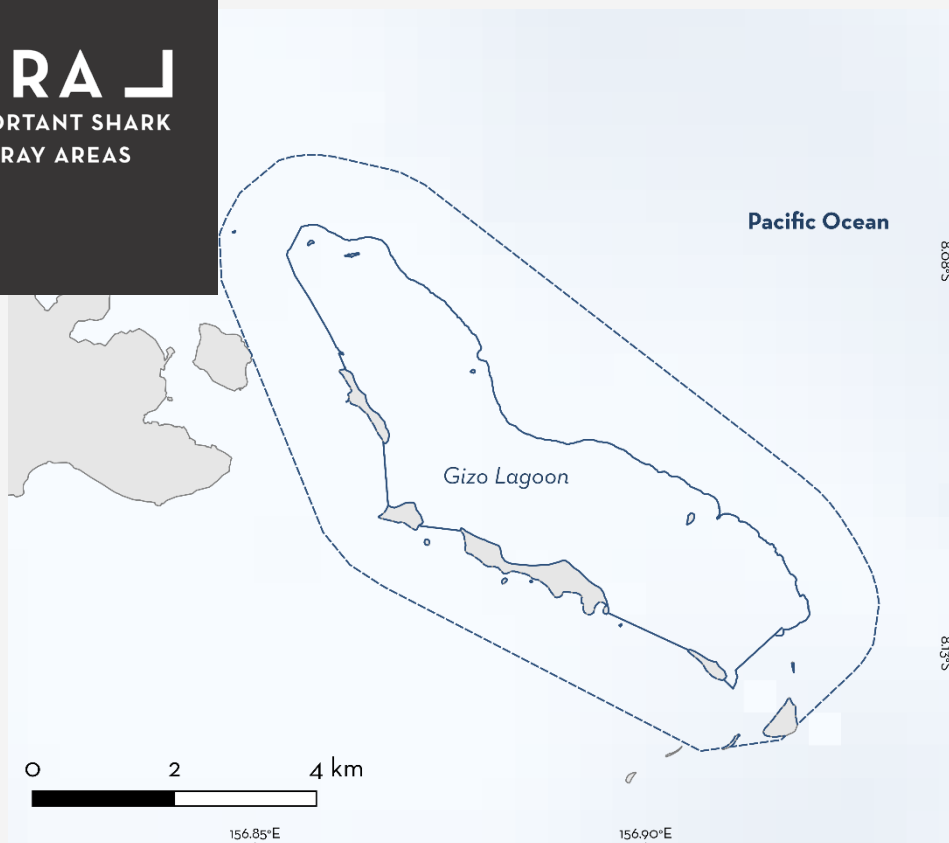 RA
ORTANT SHARK
RAY AREAS
Pacific Ocean
8.08°S
Gizo Lagoon
8.13°S
0 2 4 km
156.85°E 156.90°E